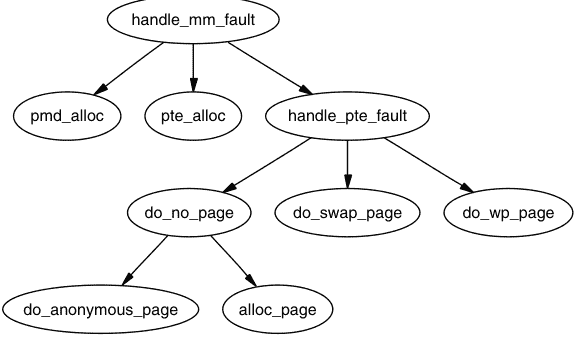 handle_mm_fault
pmd_alloc
pte_alloc
handle_pte_fault
do_no_page
do_swap_page
do_wp_page
do_anonymous_page
alloc_page